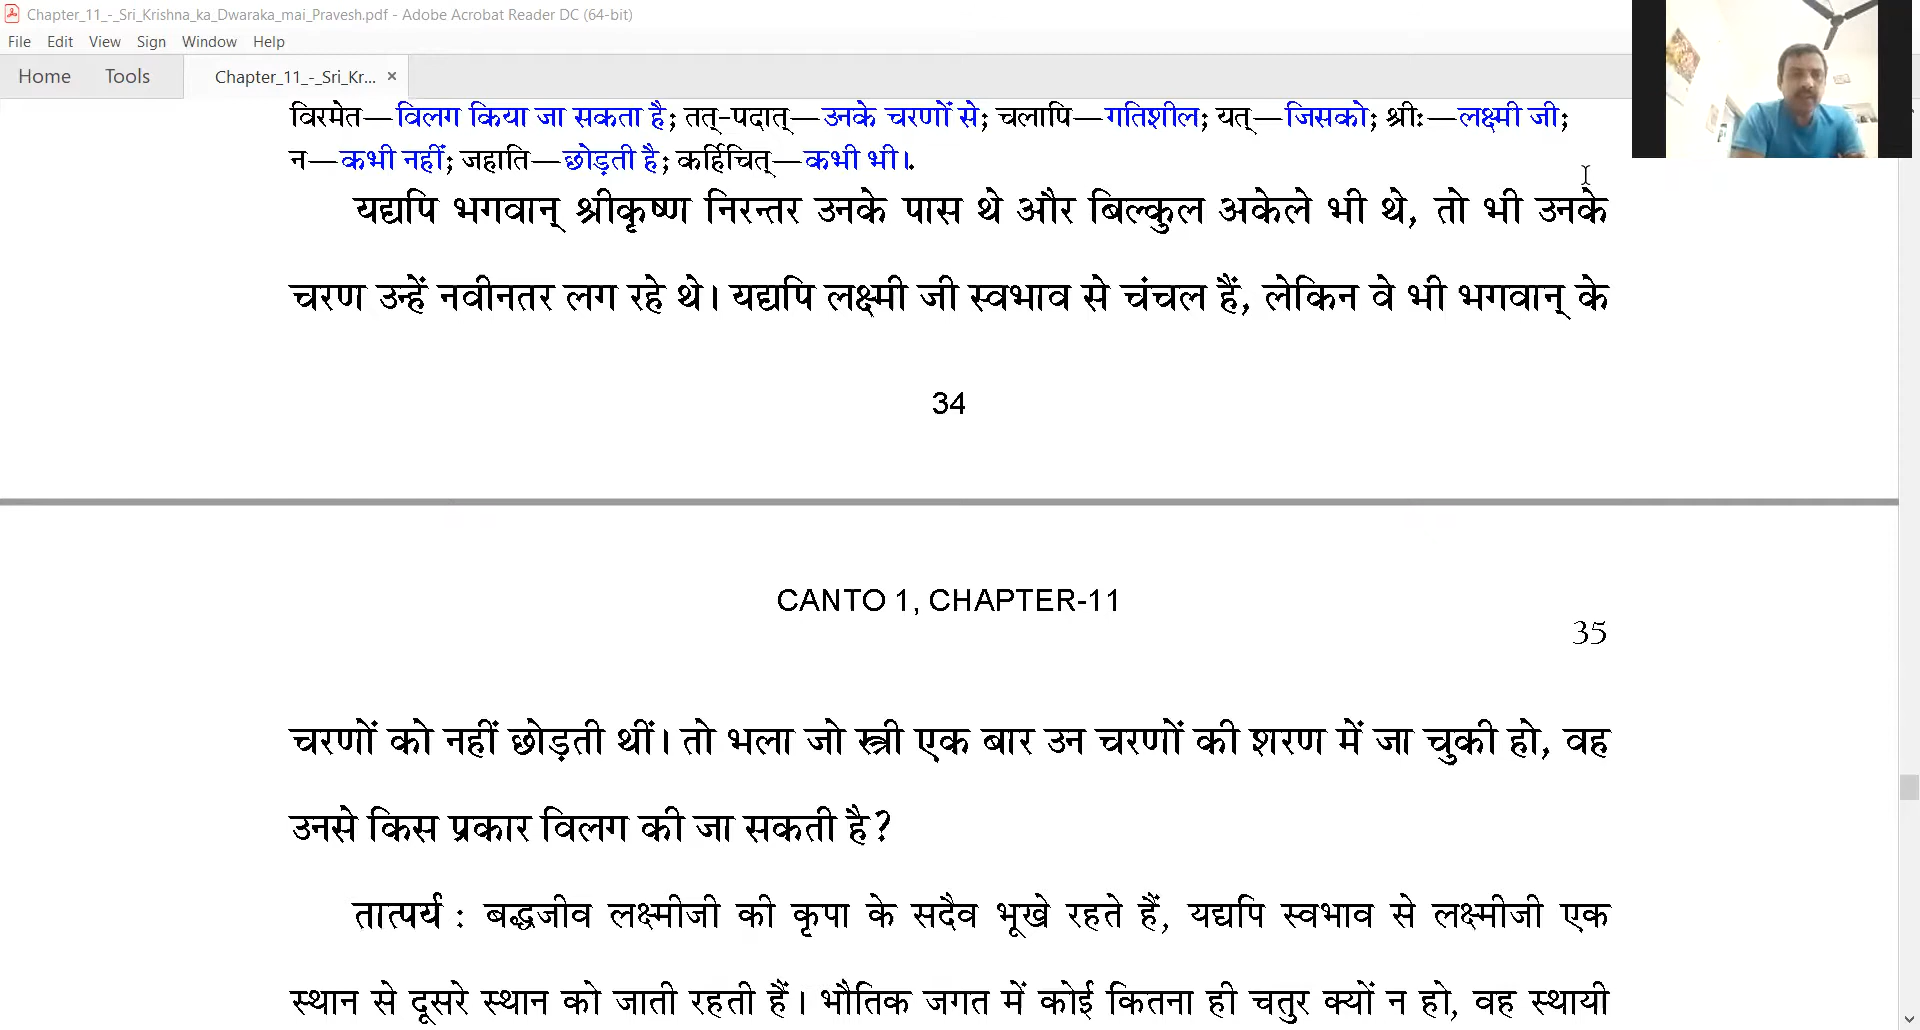 Chapter_11_-_Sri_Krishna_ka_Dwaraka_mai_Pravesh.pdf - Adobe Acrobat Reader DC (64-bit)
File Edit View Sign Window Help
Home Tools Chapter_11_-_Sri_Kr... ×
विरमेत—विलग किया जा सकता है; तत्-पदात्—उनके चरणों से; चलापि—गतिशील; यत्—जिसको; श्रीः—लक्ष्मी जी;
न—कभी नहीं; जहाति—छोड़ती है; कर्हिचित्—कभी भी।.
यद्यपि भगवान् श्रीकृष्ण निरन्तर उनके पास थे और बिल्कुल अकेले भी थे, तो भी उनके
चरण उन्हें नवीनतर लग रहे थे। यद्यपि लक्ष्मी जी स्वभाव से चंचल हैं, लेकिन वे भी भगवान् के
34
CANTO 1, CHAPTER-11
35
चरणों को नहीं छोड़ती थीं। तो भला जो स्त्री एक बार उन चरणों की शरण में जा चुकी हो, वह
उनसे किस प्रकार विलग की जा सकती है?
तात्पर्य : बद्धजीव लक्ष्मीजी की कृपा के सदैव भूखे रहते हैं, यद्यपि स्वभाव से लक्ष्मीजी एक
स्थान से दूसरे स्थान को जाती रहती हैं। भौतिक जगत में कोई कितना ही चतुर क्यों न हो, वह स्थायी